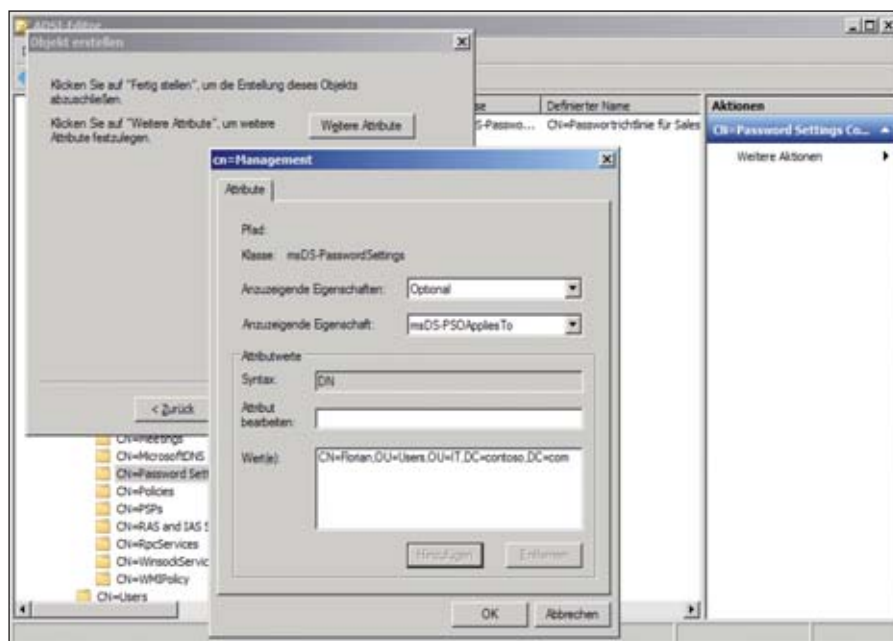 ADSI-Editor
Objekt erstellen
Klicken Sie auf "Fertig stellen", um die Erstellung dieses Objekts
abzuschließen.
Klicken Sie auf "Weitere Attribute", um weitere
Attribute festzulegen.
Weitere Attribute
< Zurück
se
Definierter Name
Aktionen
S-Passwo...
CN=Passwortrichtlinie für Sales
CN=Password Settings Co...
Weitere Aktionen
cn=Management
Attribute
Pfad:
Klasse: msDS-PasswordSettings
Anzuzeigende Eigenschaften:
Optional
Anzuzeigende Eigenschaft:
msDS-PSOAppliesTo
Attributwerte
Syntax:
DN
Attribut
bearbeiten:
Wert(e):
CN=Florian,OU=Users,OU=IT,DC=contoso,DC=com
Hinzufügen
Entfernen
OK
Abbrechen
CN=Meetings
CN=MicrosoftDNS
CN=Password Sett
CN=Policies
CN=PSPs
CN=RAS and IAS S
CN=RpcServices
CN=WinsockServic
CN=WMIPolicy
CN=Users